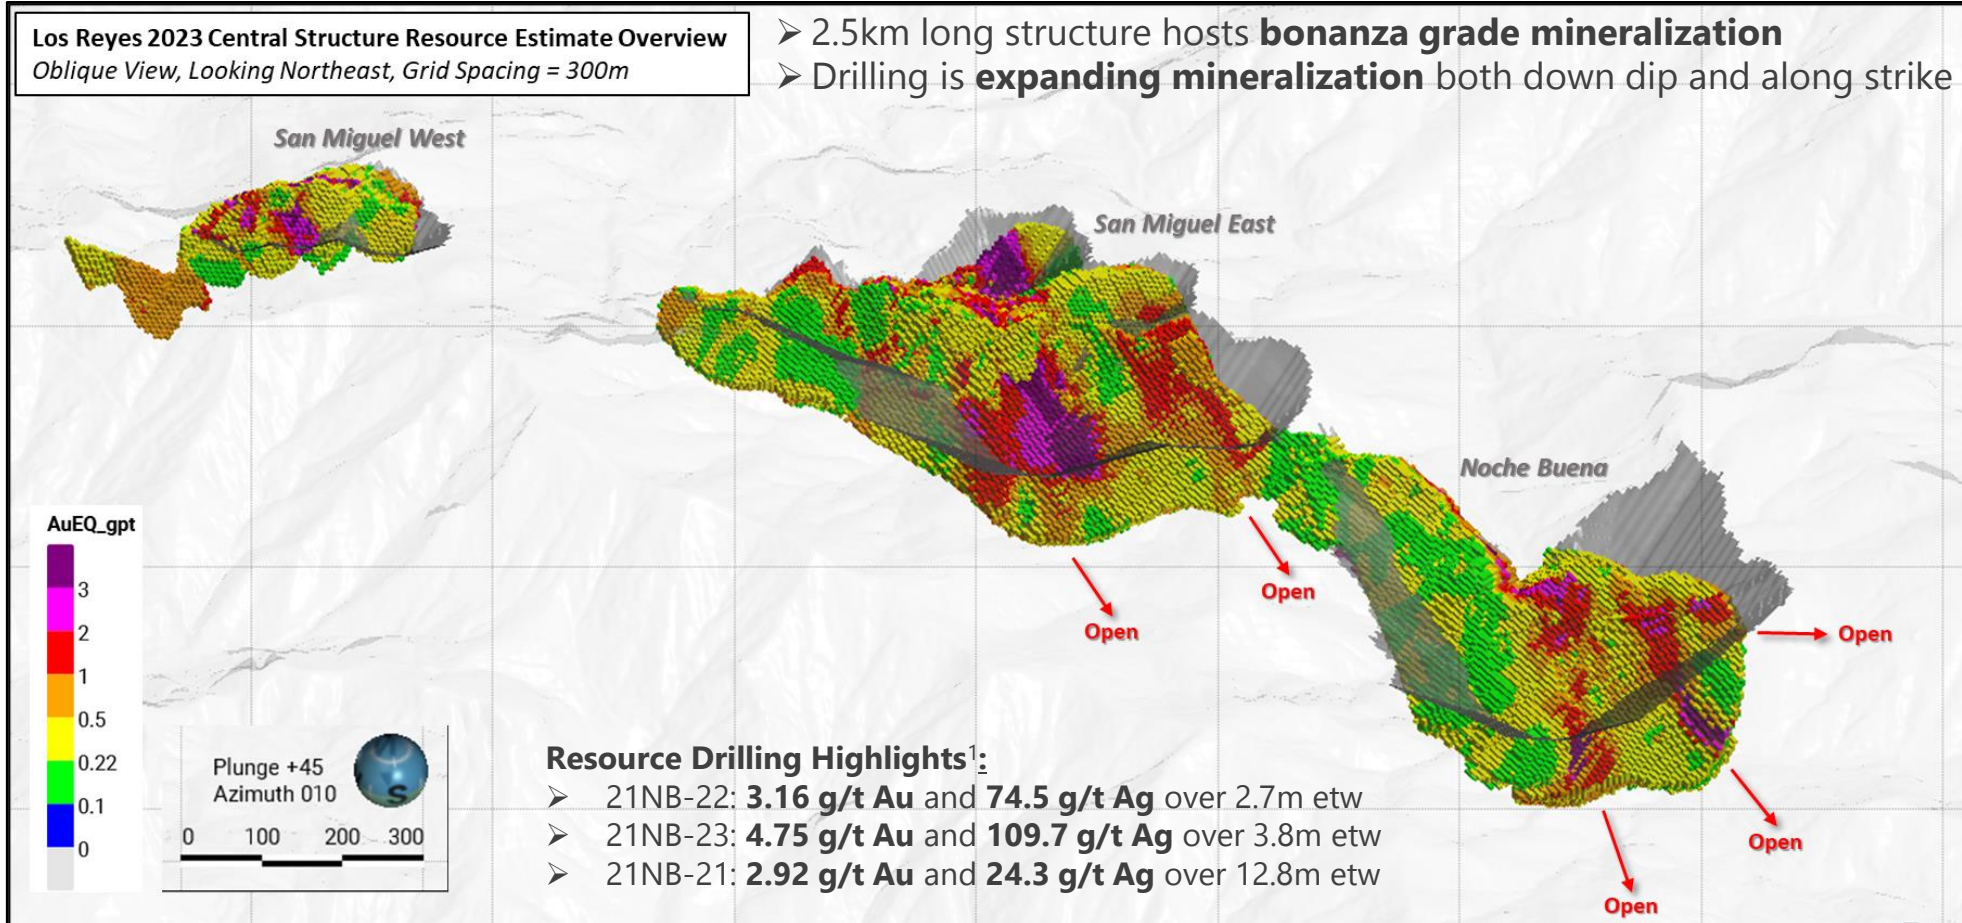 Los Reyes 2023 Central Structure Resource Estimate Overview
Oblique View, Looking Northeast, Grid Spacing = 300m
➢ 2.5km long structure hosts bonanza grade mineralization
➢ Drilling is expanding mineralization both down dip and along strike
San Miguel West
San Miguel East
Noche Buena
Open
Open
Open
Open
Open
AuEQ_gpt
3
2
1
0.5
0.22
0.1
0
Plunge +45
Azimuth 010
S
0 100 200 300
Resource Drilling Highlights¹:
➢ 21NB-22: 3.16 g/t Au and 74.5 g/t Ag over 2.7m etw
➢ 21NB-23: 4.75 g/t Au and 109.7 g/t Ag over 3.8m etw
➢ 21NB-21: 2.92 g/t Au and 24.3 g/t Ag over 12.8m etw